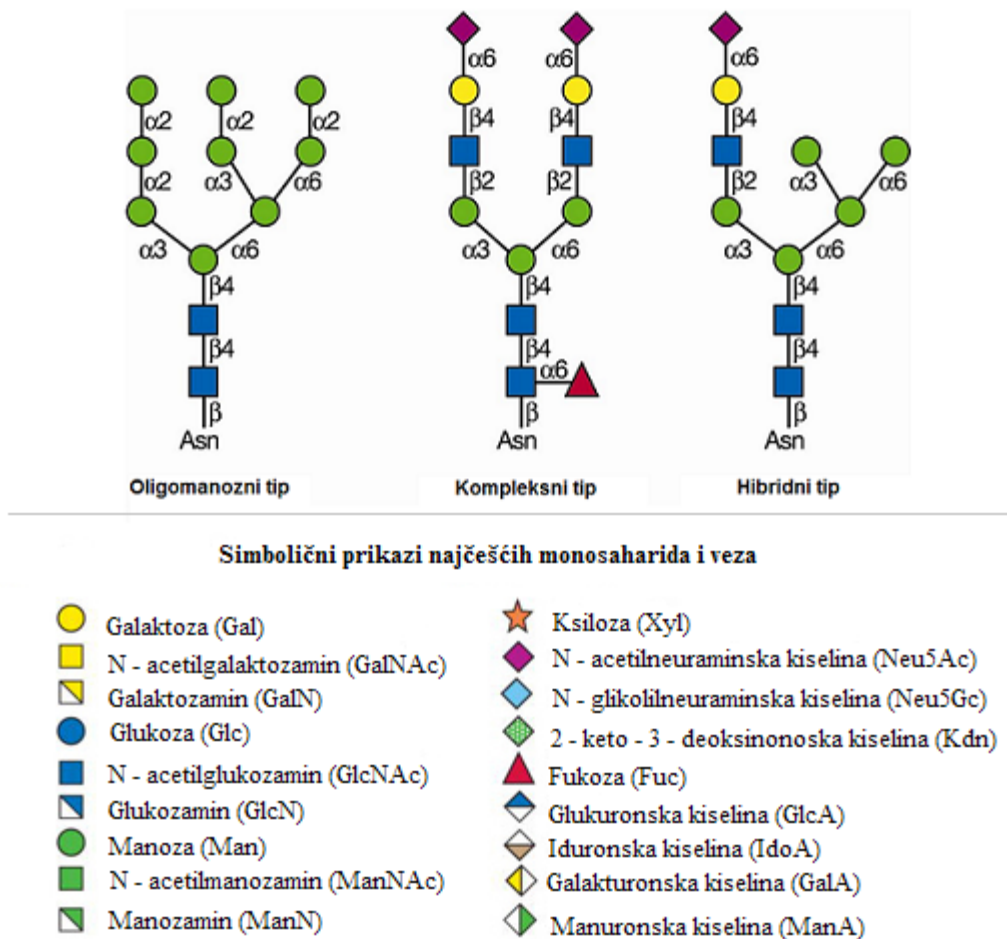 α6 α6 α6
α2 α2 α2 β4 β4 β4
α2 α3 α6 β2 β2 β2 α3 α6
α3 α6 α3 α6 α3 α6
β4 β4 β4
β4 β4 β4
α6
β β β
Asn Asn Asn
Oligomanozni tip Kompleksni tip Hibridni tip
Simbolični prikazi najčešćih monosaharida i veza
Galaktoza (Gal)
N - acetilgalaktozamin (GalNAc)
Galaktozamin (GalN)
Glukoza (Glc)
N - acetilglukozamin (GlcNAc)
Glukozamin (GlcN)
Manoza (Man)
N - acetilmanozamin (ManNAc)
Manozamin (ManN)
Ksiloza (Xyl)
N - acetilneuraminska kiselina (Neu5Ac)
N - glikolilneuraminska kiselina (Neu5Gc)
2 - keto - 3 - deoksinonoska kiselina (Kdn)
Fukoza (Fuc)
Glukuronska kiselina (GlcA)
Iduronska kiselina (IdoA)
Galakturonska kiselina (GalA)
Manuronska kiselina (ManA)